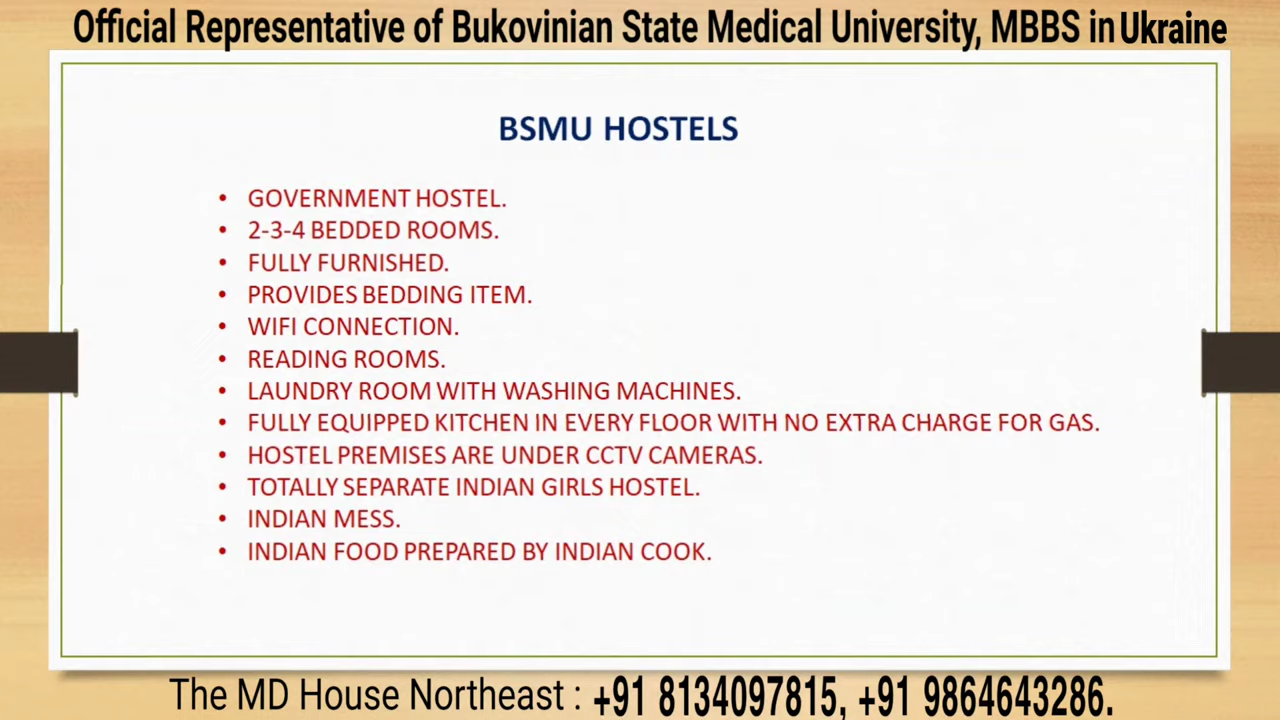 Official Representative of Bukovinian State Medical University, MBBS in Ukraine
BSMU HOSTELS
• GOVERNMENT HOSTEL.
• 2-3-4 BEDDED ROOMS.
• FULLY FURNISHED.
• PROVIDES BEDDING ITEM.
• WIFI CONNECTION.
• READING ROOMS.
• LAUNDRY ROOM WITH WASHING MACHINES.
• FULLY EQUIPPED KITCHEN IN EVERY FLOOR WITH NO EXTRA CHARGE FOR GAS.
• HOSTEL PREMISES ARE UNDER CCTV CAMERAS.
• TOTALLY SEPARATE INDIAN GIRLS HOSTEL.
• INDIAN MESS.
• INDIAN FOOD PREPARED BY INDIAN COOK.
The MD House Northeast : +91 8134097815, +91 9864643286.